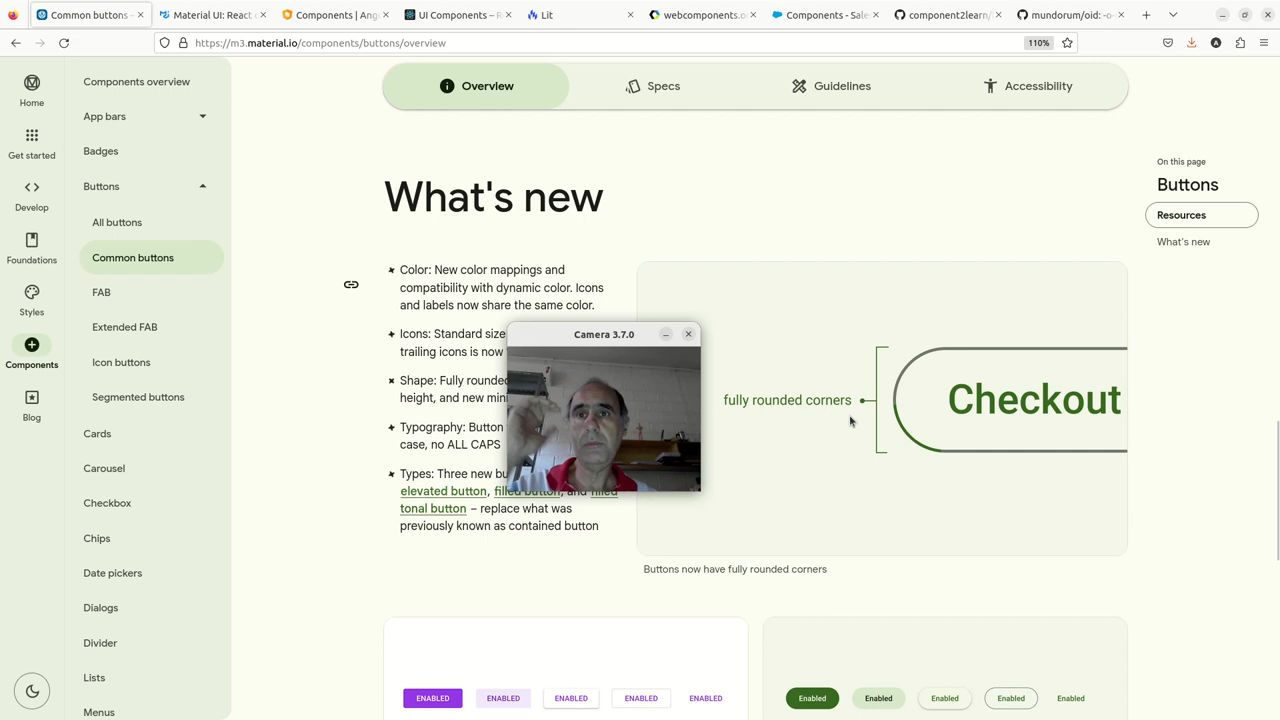 Common buttons –
Material UI: React c
Components | Ang
UI Components – R
Lit
webcomponents.o
Components - Sale
component2learn/
mundorum/oid: -o-
https://m3.material.io/components/buttons/overview
110%
Home
Get started
Develop
Foundations
Styles
Components
Blog
Components overview
App bars
Badges
Buttons
All buttons
Common buttons
FAB
Extended FAB
Icon buttons
Segmented buttons
Cards
Carousel
Checkbox
Chips
Date pickers
Dialogs
Divider
Lists
Menus
Overview
Specs
Guidelines
Accessibility
What's new
Color: New color mappings and
compatibility with dynamic color. Icons
and labels now share the same color.
Icons: Standard size
trailing icons is now
Shape: Fully rounded
height, and new mini
Typography: Button
case, no ALL CAPS
Types: Three new bu
elevated button, filled button, and filled
tonal button – replace what was
previously known as contained button
Camera 3.7.0
fully rounded corners
Checkout
Buttons now have fully rounded corners
ENABLED ENABLED ENABLED ENABLED ENABLED
Enabled Enabled Enabled Enabled Enabled
On this page
Buttons
Resources
What's new